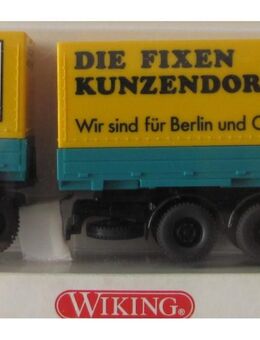 DIE FIXEN
KUNZENDOR
Wir sind für Berlin und
WIKING®